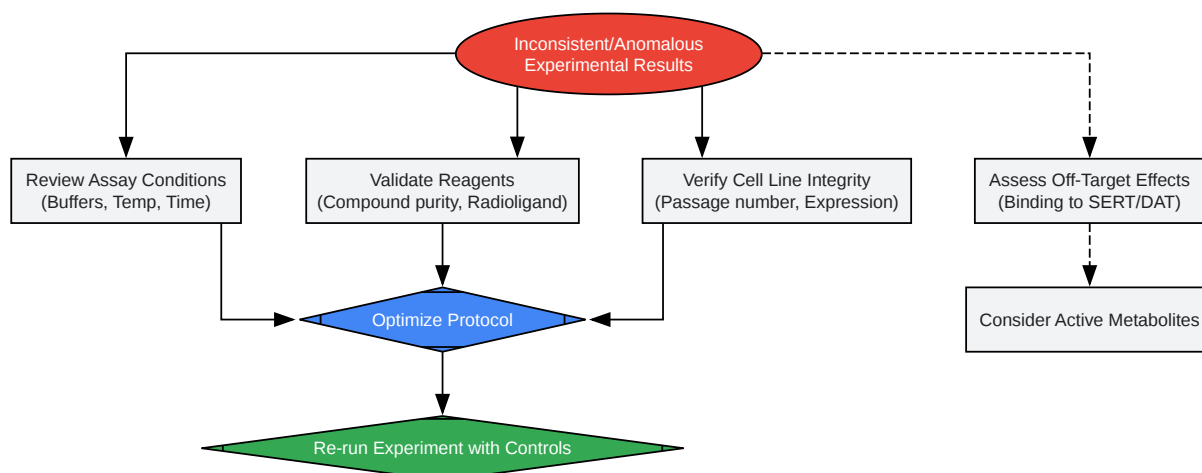 Inconsistent/Anomalous
Experimental Results
Review Assay Conditions
(Buffers, Temp, Time)
Validate Reagents
(Compound purity, Radioligand)
Verify Cell Line Integrity
(Passage number, Expression)
Assess Off-Target Effects
(Binding to SERT/DAT)
Optimize Protocol
Consider Active Metabolites
Re-run Experiment with Controls